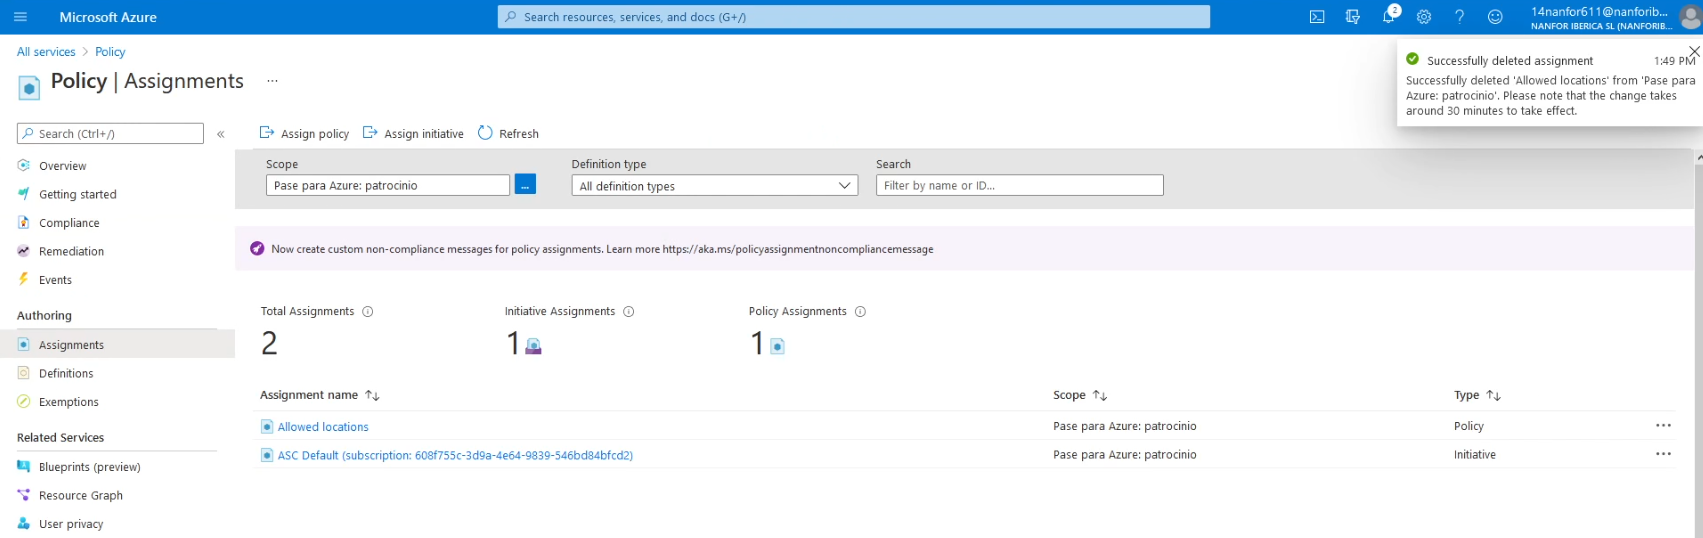 Microsoft Azure
Search resources, services, and docs (G+/)
2
14nanfor611@nanforib...
NANFOR IBERICA SL (NANFORIB...
All services > Policy
Policy | Assignments ...
Successfully deleted assignment 1:49 PM
Successfully deleted 'Allowed locations' from 'Pase para
Azure: patrocinio'. Please note that the change takes
around 30 minutes to take effect.
Search (Ctrl+/) «
Assign policy Assign initiative Refresh
Overview
Getting started
Compliance
Remediation
Events
Authoring
Assignments
Definitions
Exemptions
Related Services
Blueprints (preview)
Resource Graph
User privacy
Scope Definition type Search
Pase para Azure: patrocinio ... All definition types Filter by name or ID...
Now create custom non-compliance messages for policy assignments. Learn more https://aka.ms/policyassignmentnoncompliancemessage
Total Assignments Initiative Assignments Policy Assignments
2 1 1
Assignment name ↑↓ Scope ↑↓ Type ↑↓
Allowed locations Pase para Azure: patrocinio Policy ...
ASC Default (subscription: 608f755c-3d9a-4e64-9839-546bd84bfcd2) Pase para Azure: patrocinio Initiative ...